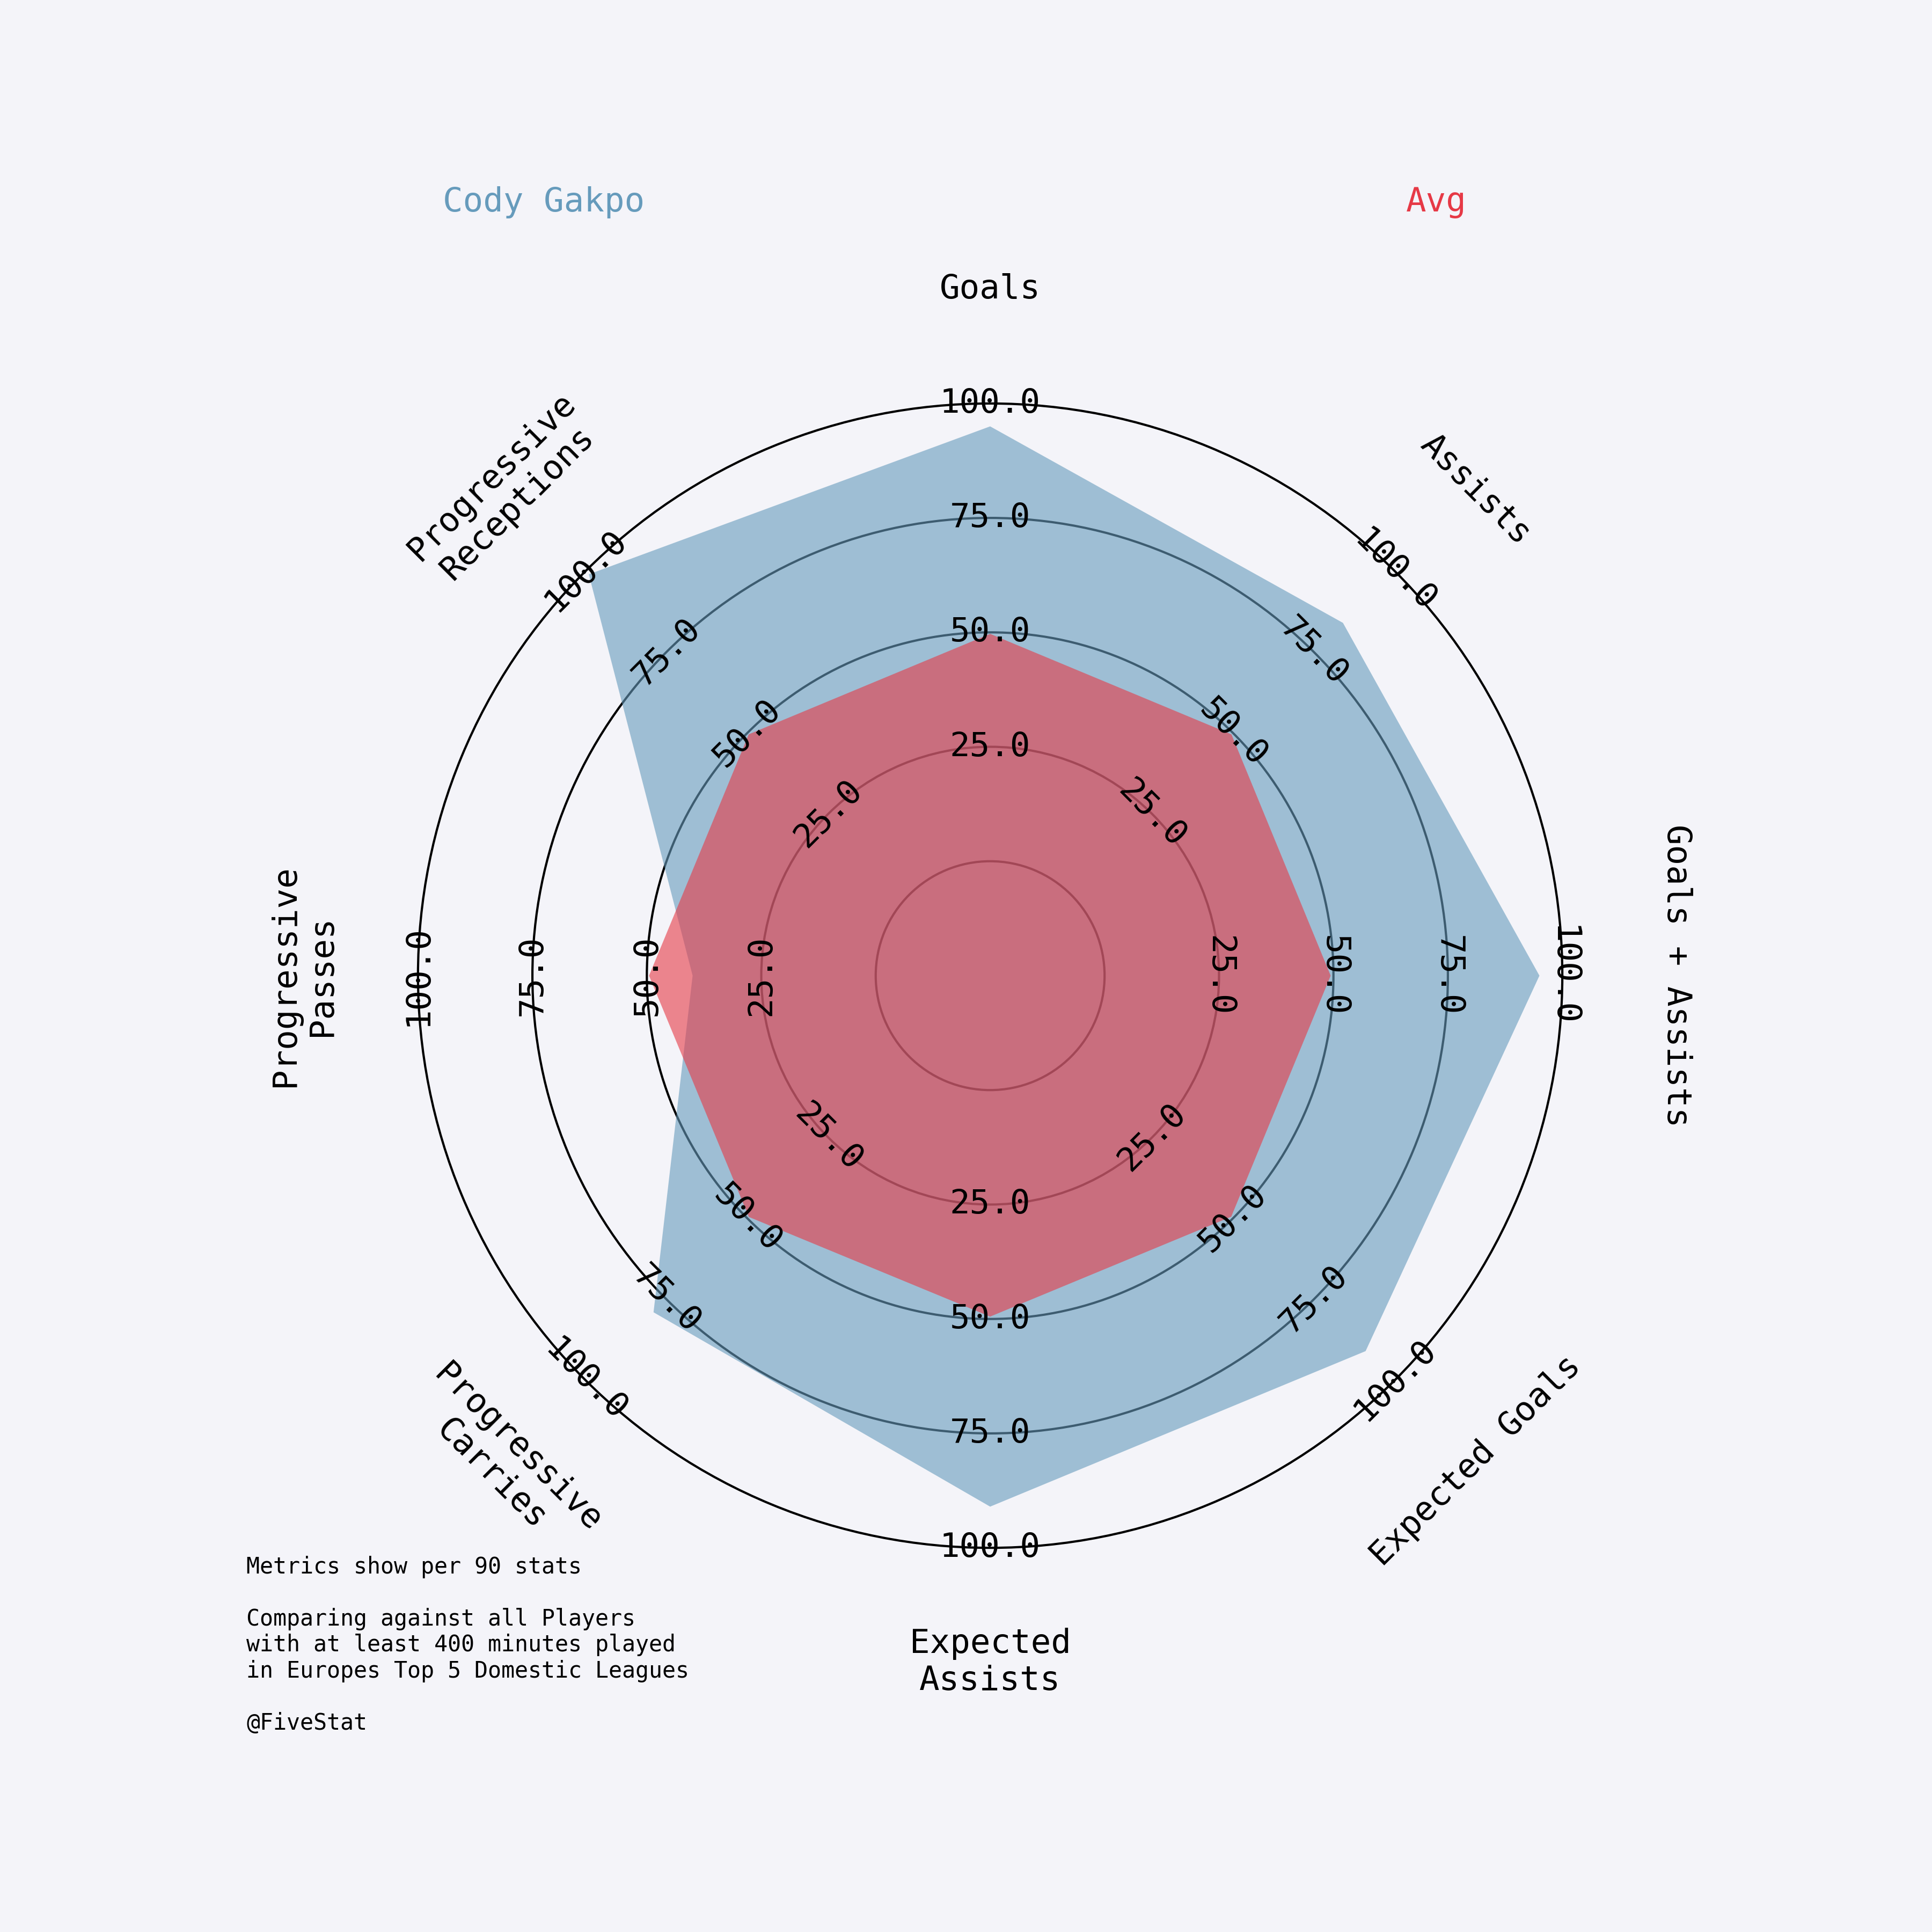 Cody Gakpo
Avg
Goals
Assists
Goals + Assists
Expected Goals
Expected
Assists
Progressive
Carries
Progressive
Passes
Progressive
Receptions
25.0
50.0
75.0
100.0
25.0
50.0
75.0
100.0
25.0
50.0
75.0
100.0
25.0
50.0
75.0
100.0
25.0
50.0
75.0
100.0
25.0
50.0
75.0
100.0
25.0
50.0
75.0
100.0
25.0
50.0
75.0
100.0
Metrics show per 90 stats
Comparing against all Players
with at least 400 minutes played
in Europes Top 5 Domestic Leagues
@FiveStat